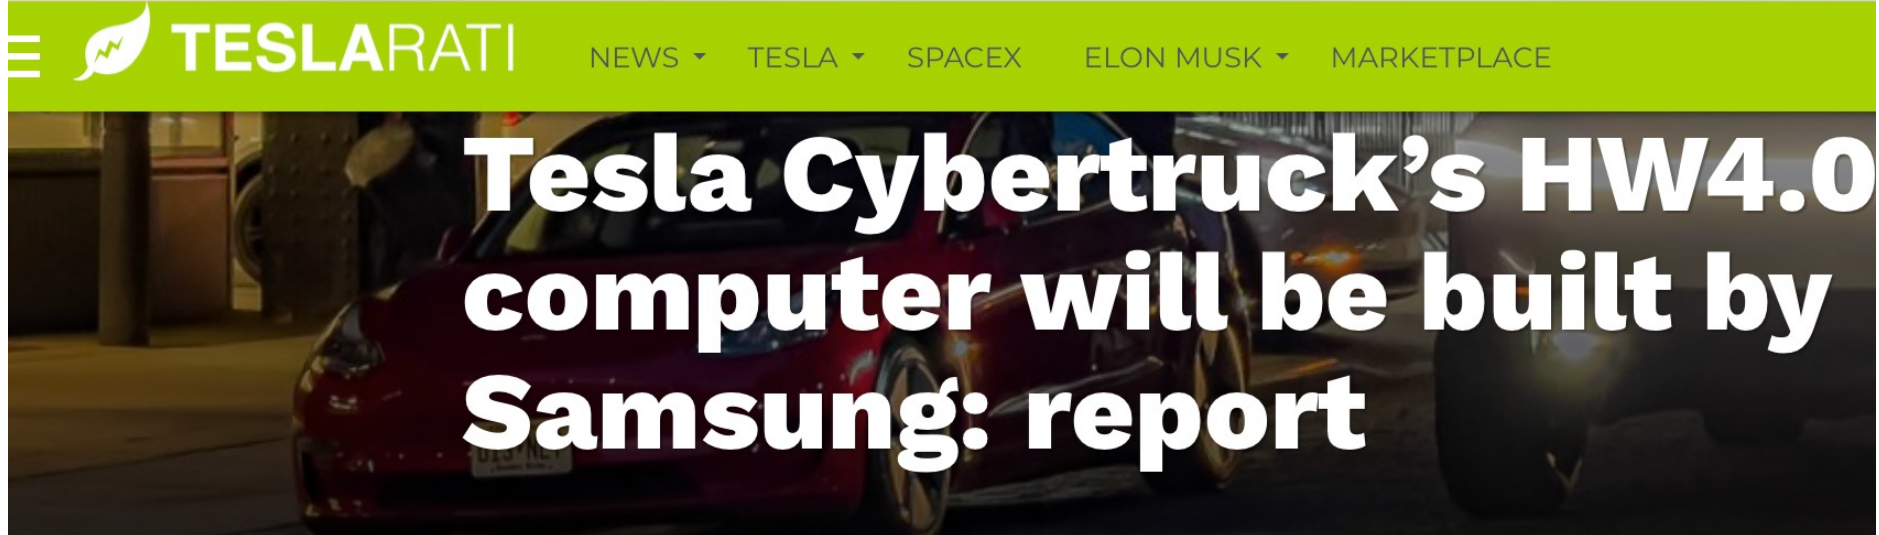 TESLARATI
NEWS
TESLA
SPACEX
ELON MUSK
MARKETPLACE
Tesla Cybertruck’s HW4.0
computer will be built by
Samsung: report